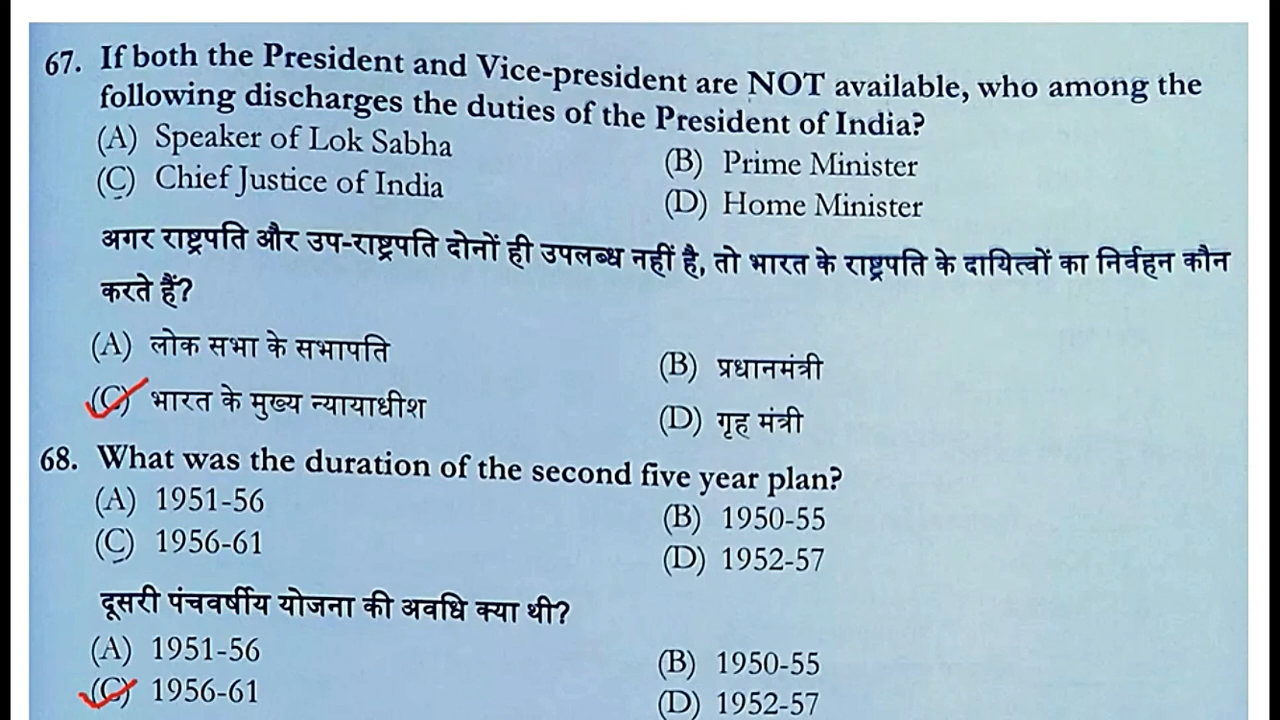 67. If both the President and Vice-president are NOT available, who among the
following discharges the duties of the President of India?
(A) Speaker of Lok Sabha (B) Prime Minister
(C) Chief Justice of India (D) Home Minister
अगर राष्ट्रपति और उप-राष्ट्रपति दोनों ही उपलब्ध नहीं है, तो भारत के राष्ट्रपति के दायित्वों का निर्वहन कौन
करते हैं?
(A) लोक सभा के सभापति (B) प्रधानमंत्री
(C) भारत के मुख्य न्यायाधीश (D) गृह मंत्री
68. What was the duration of the second five year plan?
(A) 1951-56 (B) 1950-55
(C) 1956-61 (D) 1952-57
दूसरी पंचवर्षीय योजना की अवधि क्या थी?
(A) 1951-56 (B) 1950-55
(C) 1956-61 (D) 1952-57